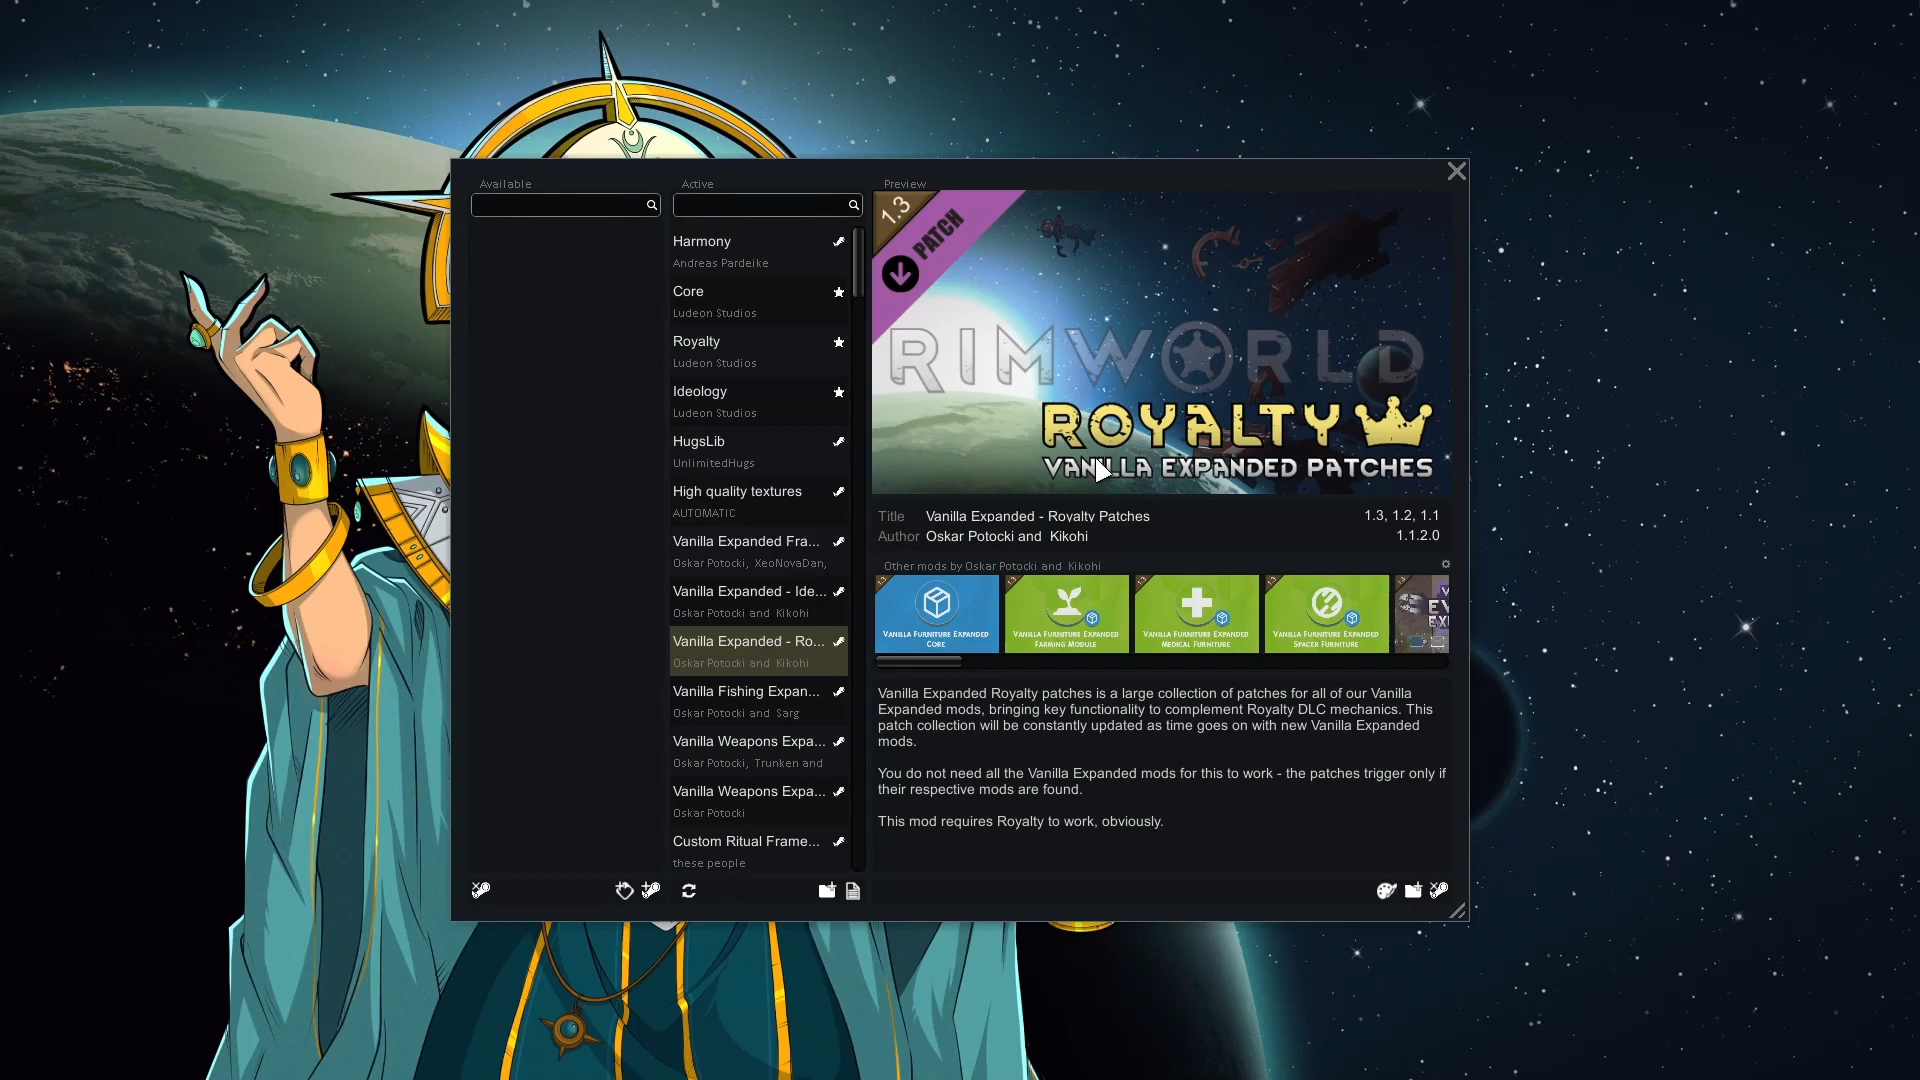 Available
Active
Preview
Harmony
Andreas Pardeike
Core
Ludeon Studios
Royalty
Ludeon Studios
Ideology
Ludeon Studios
HugsLib
UnlimitedHugs
High quality textures
AUTOMATIC
Vanilla Expanded Fra...
Oskar Potocki, XeoNovaDan,
Vanilla Expanded - Ide...
Oskar Potocki and Kikohi
Vanilla Expanded - Ro...
Oskar Potocki and Kikohi
Vanilla Fishing Expan...
Oskar Potocki and Sarg
Vanilla Weapons Expa...
Oskar Potocki, Trunken and
Vanilla Weapons Expa...
Oskar Potocki
Custom Ritual Frame...
these people
1.3
PATCH
RIMWORLD
ROYALTY
VANILLA EXPANDED PATCHES
Title Vanilla Expanded - Royalty Patches 1.3, 1.2, 1.1
Author Oskar Potocki and Kikohi 1.1.2.0
Other mods by Oskar Potocki and Kikohi
1.3
VANILLA FURNITURE EXPANDED
CORE
1.3
VANILLA FURNITURE EXPANDED
FARMING MODULE
1.3
VANILLA FURNITURE EXPANDED
MEDICAL FURNITURE
1.3
VANILLA FURNITURE EXPANDED
SPACER FURNITURE
Vanilla Expanded Royalty patches is a large collection of patches for all of our Vanilla
Expanded mods, bringing key functionality to complement Royalty DLC mechanics. This
patch collection will be constantly updated as time goes on with new Vanilla Expanded
mods.
You do not need all the Vanilla Expanded mods for this to work - the patches trigger only if
their respective mods are found.
This mod requires Royalty to work, obviously.